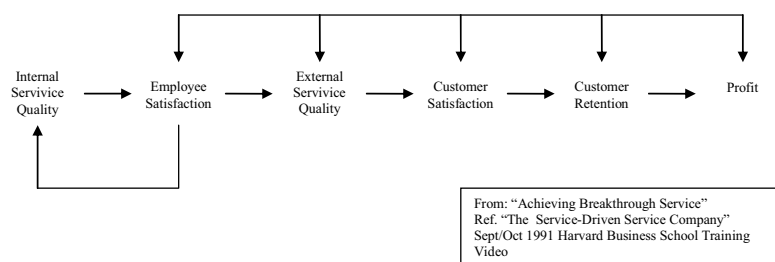 Internal
Servivice
Quality
Employee
Satisfaction
External
Servivice
Quality
Customer
Satisfaction
Customer
Retention
Profit
From: “Achieving Breakthrough Service”
Ref. “The Service-Driven Service Company”
Sept/Oct 1991 Harvard Business School Training
Video